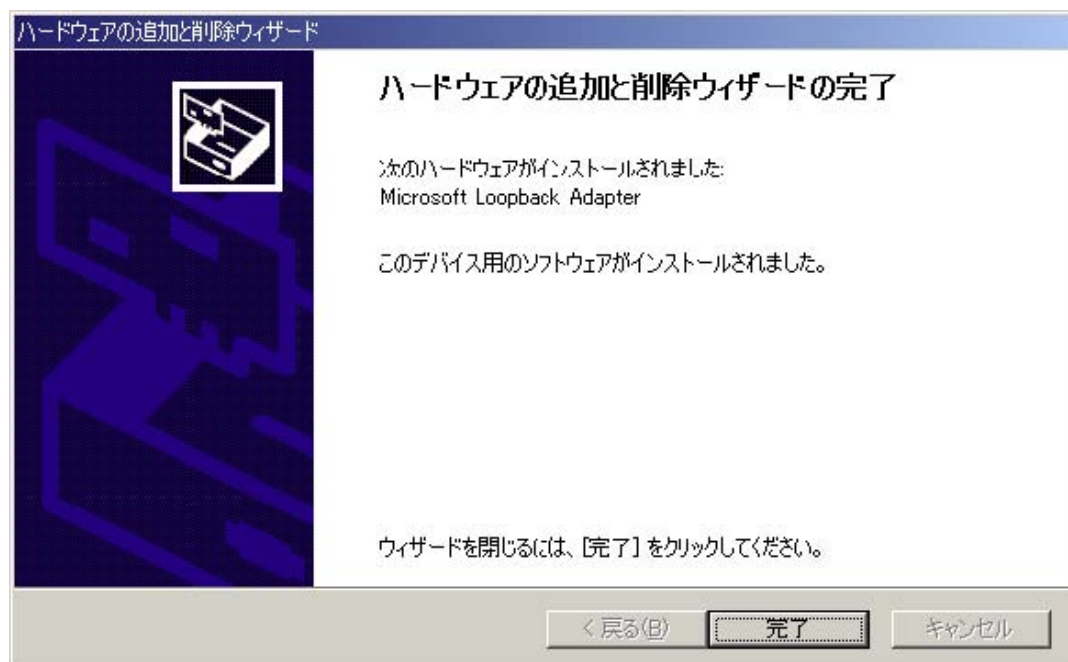 ハードウェアの追加と削除ウィザード
ハードウェアの追加と削除ウィザードの完了
次のハードウェアがインストールされました:
Microsoft Loopback Adapter
このデバイス用のソフトウェアがインストールされました。
ウィザードを閉じるには、[完了] をクリックしてください。
< 戻る(B) 完了 キャンセル